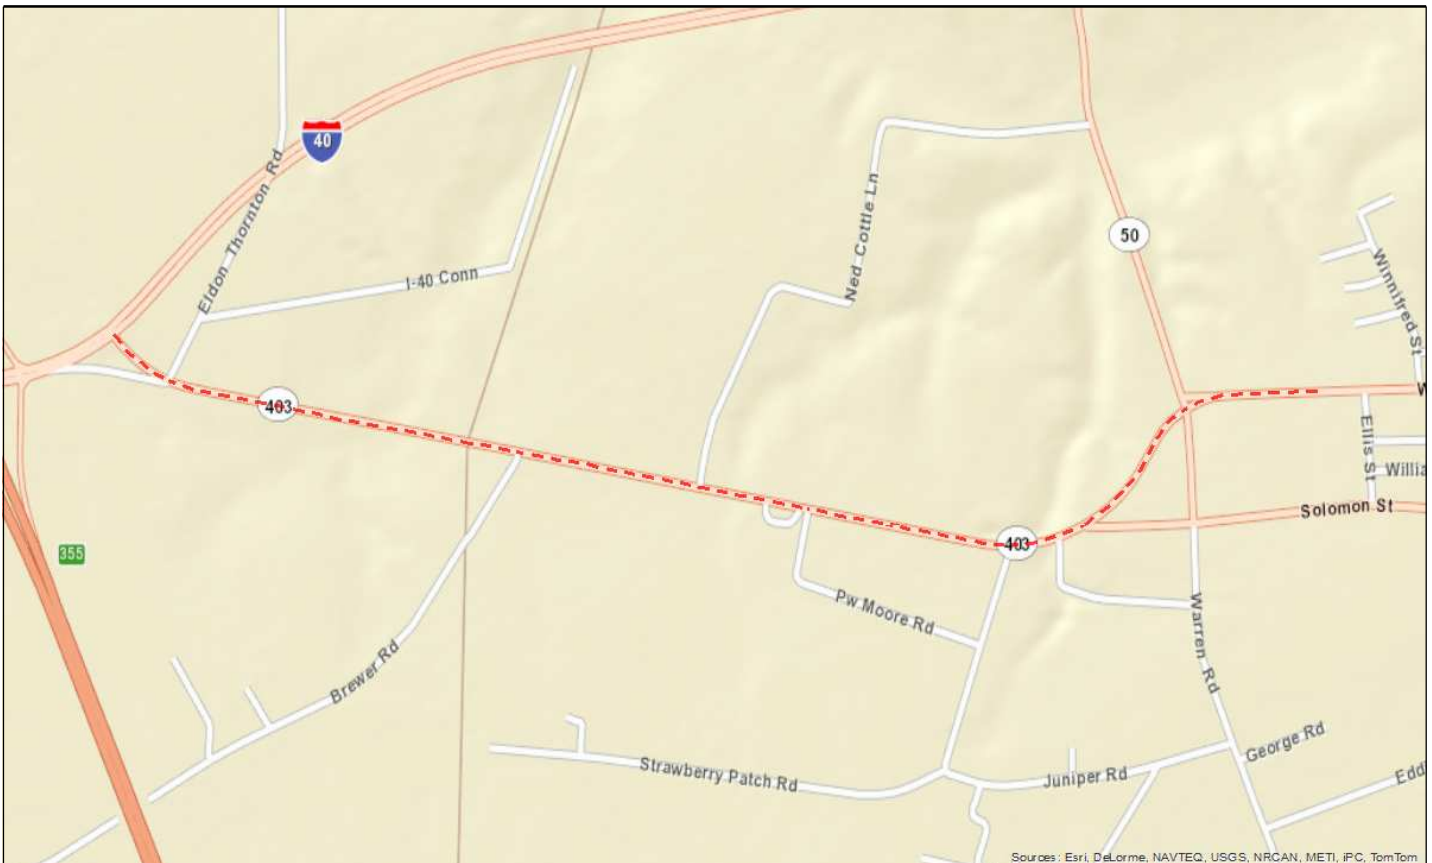 40
Eldon Thornton Rd
I-40 Conn
Ned Cottle Ln
50
Winnifred St
403
W
Ellis St
Willia
Solomon St
355
403
Pw Moore Rd
Warren Rd
Brewer Rd
George Rd
Strawberry Patch Rd
Juniper Rd
Eddi
Sources: Esri, DeLorme, NAVTEQ, USGS, NRCAN, METI, iPC, TomTom